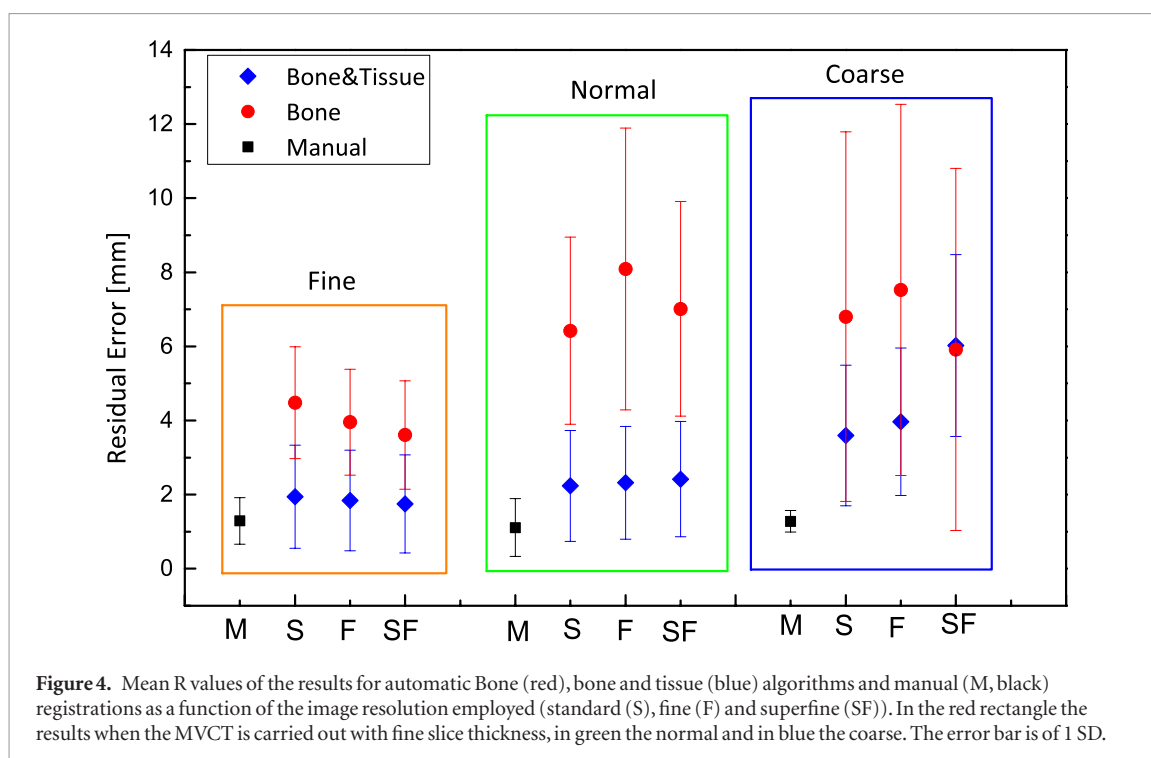 14
12
10
8
6
4
2
0
Residual Error [mm]
Bone&Tissue
Bone
Manual
Fine
Normal
Coarse
M S F SF M S F SF M S F SF
Figure 4. Mean R values of the results for automatic Bone (red), bone and tissue (blue) algorithms and manual (M, black)
registrations as a function of the image resolution employed (standard (S), fine (F) and superfine (SF)). In the red rectangle the
results when the MVCT is carried out with fine slice thickness, in green the normal and in blue the coarse. The error bar is of 1 SD.